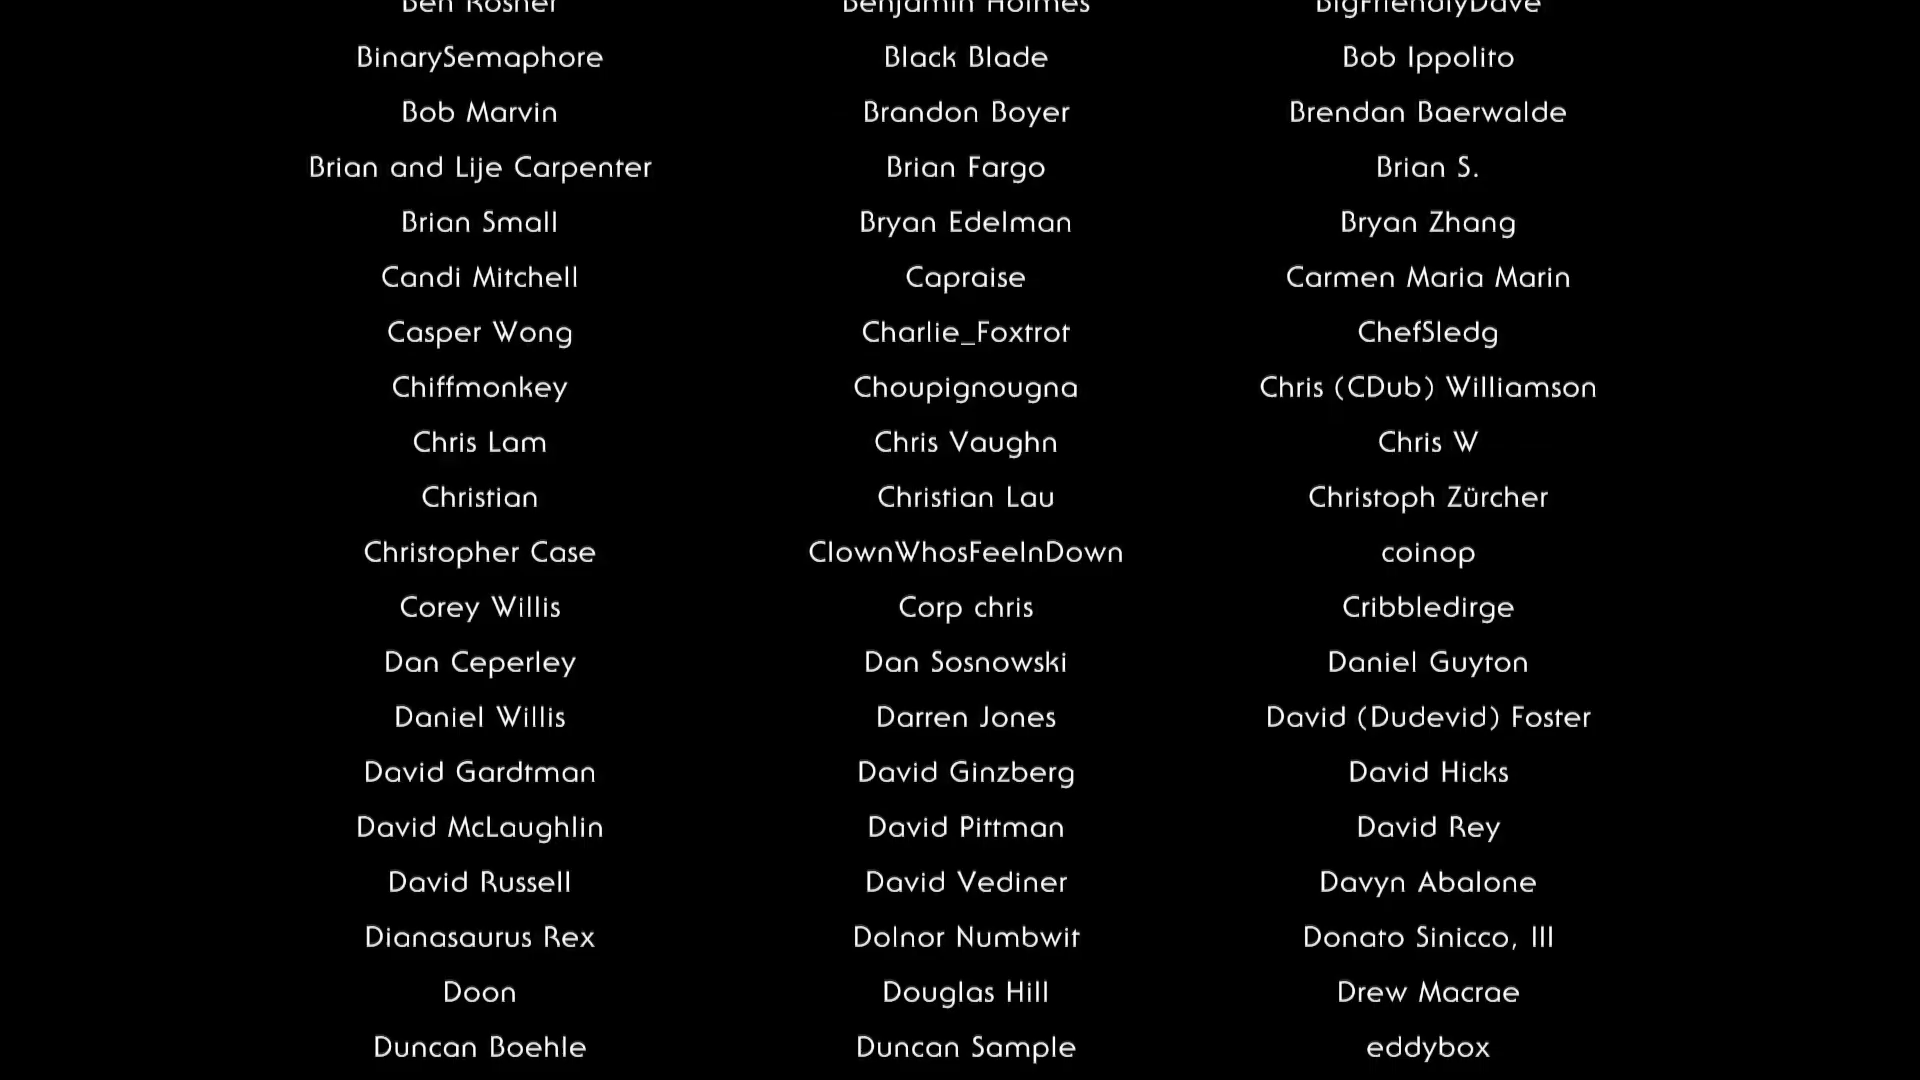 Ben Rosner Benjamin Holmes BigFriendlyDave
BinarySemaphore Black Blade Bob Ippolito
Bob Marvin Brandon Boyer Brendan Baerwalde
Brian and Lije Carpenter Brian Fargo Brian S.
Brian Small Bryan Edelman Bryan Zhang
Candi Mitchell Capraise Carmen Maria Marin
Casper Wong Charlie_Foxtrot ChefSledg
Chiffmonkey Choupignougna Chris (CDub) Williamson
Chris Lam Chris Vaughn Chris W
Christian Christian Lau Christoph Zürcher
Christopher Case ClownWhosFeelnDown coinop
Corey Willis Corp chris Cribbledirge
Dan Ceperley Dan Sosnowski Daniel Guyton
Daniel Willis Darren Jones David (Dudevid) Foster
David Gardtman David Ginzberg David Hicks
David McLaughlin David Pittman David Rey
David Russell David Vediner Davyn Abalone
Dianasaurus Rex Dolnor Numbwit Donato Sinicco, III
Doon Douglas Hill Drew Macrae
Duncan Boehle Duncan Sample eddybox